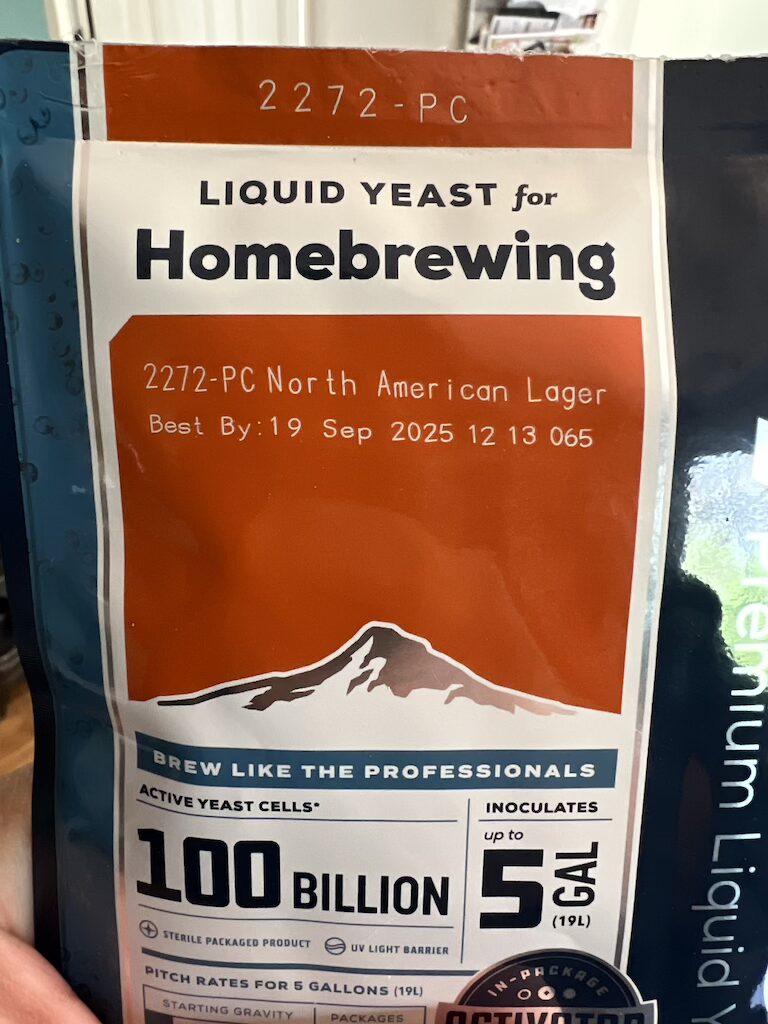 2272-PC
LIQUID YEAST for
Homebrewing
2272-PC North American Lager
Best By:19 Sep 2025 12 13 065
BREW LIKE THE PROFESSIONALS
ACTIVE YEAST CELLS*
100 BILLION
INOCULATES
up to
5 GAL
(19L)
STERILE PACKAGED PRODUCT
UV LIGHT BARRIER
PITCH RATES FOR 5 GALLONS (19L)
STARTING GRAVITY
PACKAGES
IN-PACKAGE
ACTIVATOR
Premium Liquid Y